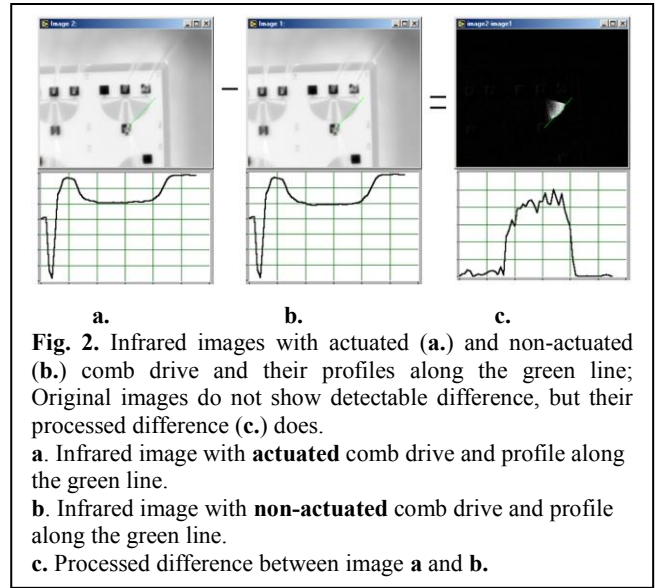 Image 2: Image 1: image2-image1
− =
a. b. c.
Fig. 2. Infrared images with actuated (a.) and non-actuated
(b.) comb drive and their profiles along the green line;
Original images do not show detectable difference, but their
processed difference (c.) does.
a. Infrared image with actuated comb drive and profile along
the green line.
b. Infrared image with non-actuated comb drive and profile
along the green line.
c. Processed difference between image a and b.